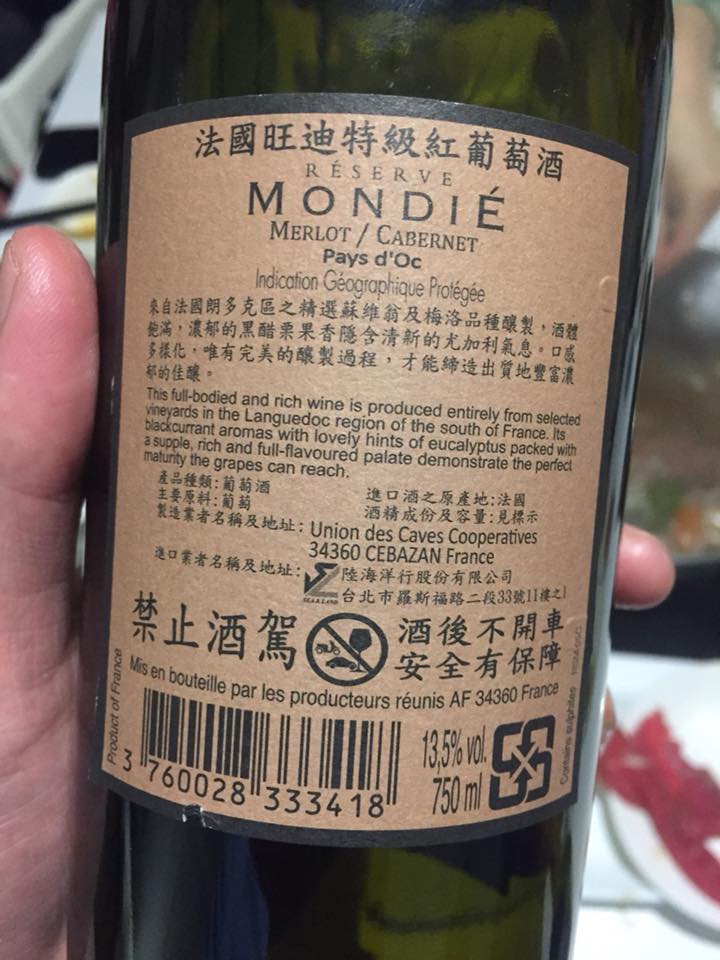 法國旺迪特級紅葡萄酒
RÉSERVE
MONDIÉ
MERLOT / CABERNET
Pays d'Oc
Indication Géographique Protégée
來自法國朗多克區之精選蘇維翁及梅洛品種釀製，酒體
飽滿，濃郁的黑醋栗果香隱含清新的尤加利氣息。口感
多樣化，唯有完美的釀製過程，才能締造出質地豐富濃
郁的佳釀。
This full-bodied and rich wine is produced entirely from selected
vineyards in the Languedoc region of the south of France. Its
blackcurrant aromas with lovely hints of eucalyptus packed with
a supple, rich and full-flavoured palate demonstrate the perfect
maturity the grapes can reach.
產品種類：葡萄酒
主要原料：葡萄
進口酒之原產地：法國
酒精成份及容量：見標示
製造業者名稱及地址：Union des Caves Cooperatives
34360 CEBAZAN France
進口業者名稱及地址：
SEA & LAND
陸海洋行股份有限公司
台北市羅斯福路二段33號11樓之1
禁止酒駕
酒後不開車
安全有保障
Mis en bouteille par les producteurs réunis AF 34360 France
Product of France
Contains sulphites
3 760028 333418
13,5% vol.
750 ml